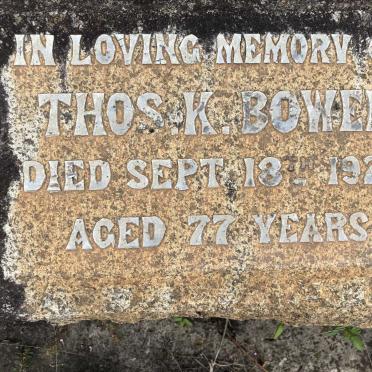 IN LOVING MEMORY
THOS. K. BOWE
DIED SEPT. 18TH 192
AGED 77 YEARS